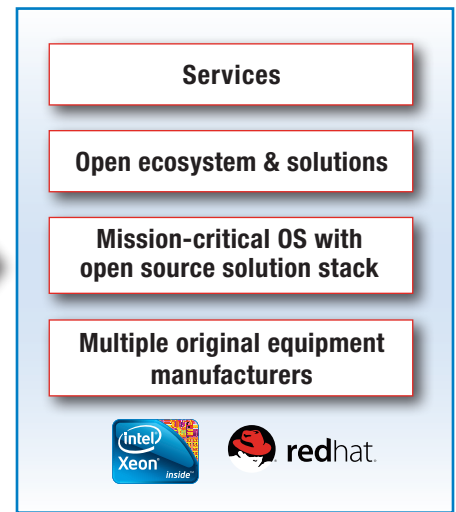 Services
Open ecosystem & solutions
Mission-critical OS with
open source solution stack
Multiple original equipment
manufacturers
(intel)
Xeon®
inside™
redhat.